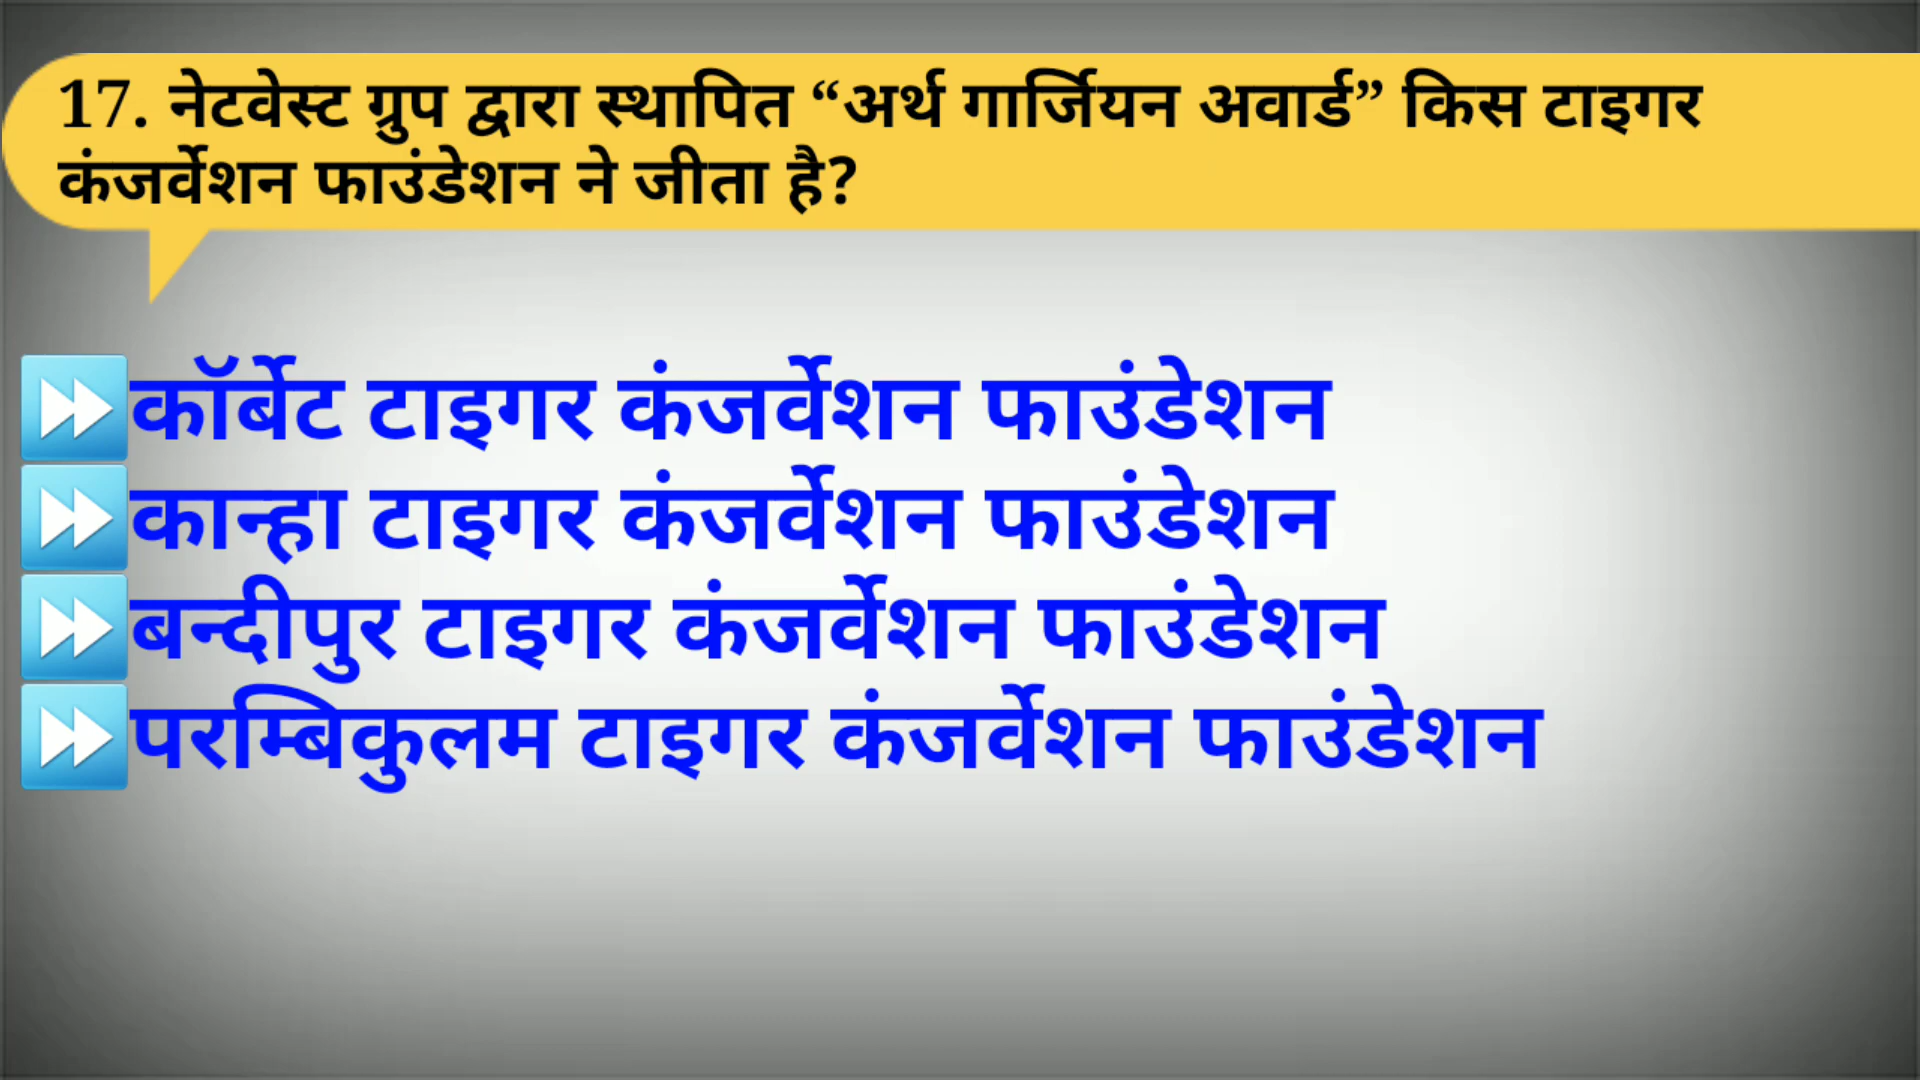 17. नेटवेस्ट ग्रुप द्वारा स्थापित “अर्थ गार्जियन अवार्ड” किस टाइगर
कंजर्वेशन फाउंडेशन ने जीता है?
⏩कॉर्बेट टाइगर कंजर्वेशन फाउंडेशन
⏩कान्हा टाइगर कंजर्वेशन फाउंडेशन
⏩बन्दीपुर टाइगर कंजर्वेशन फाउंडेशन
⏩परम्बिकुलम टाइगर कंजर्वेशन फाउंडेशन